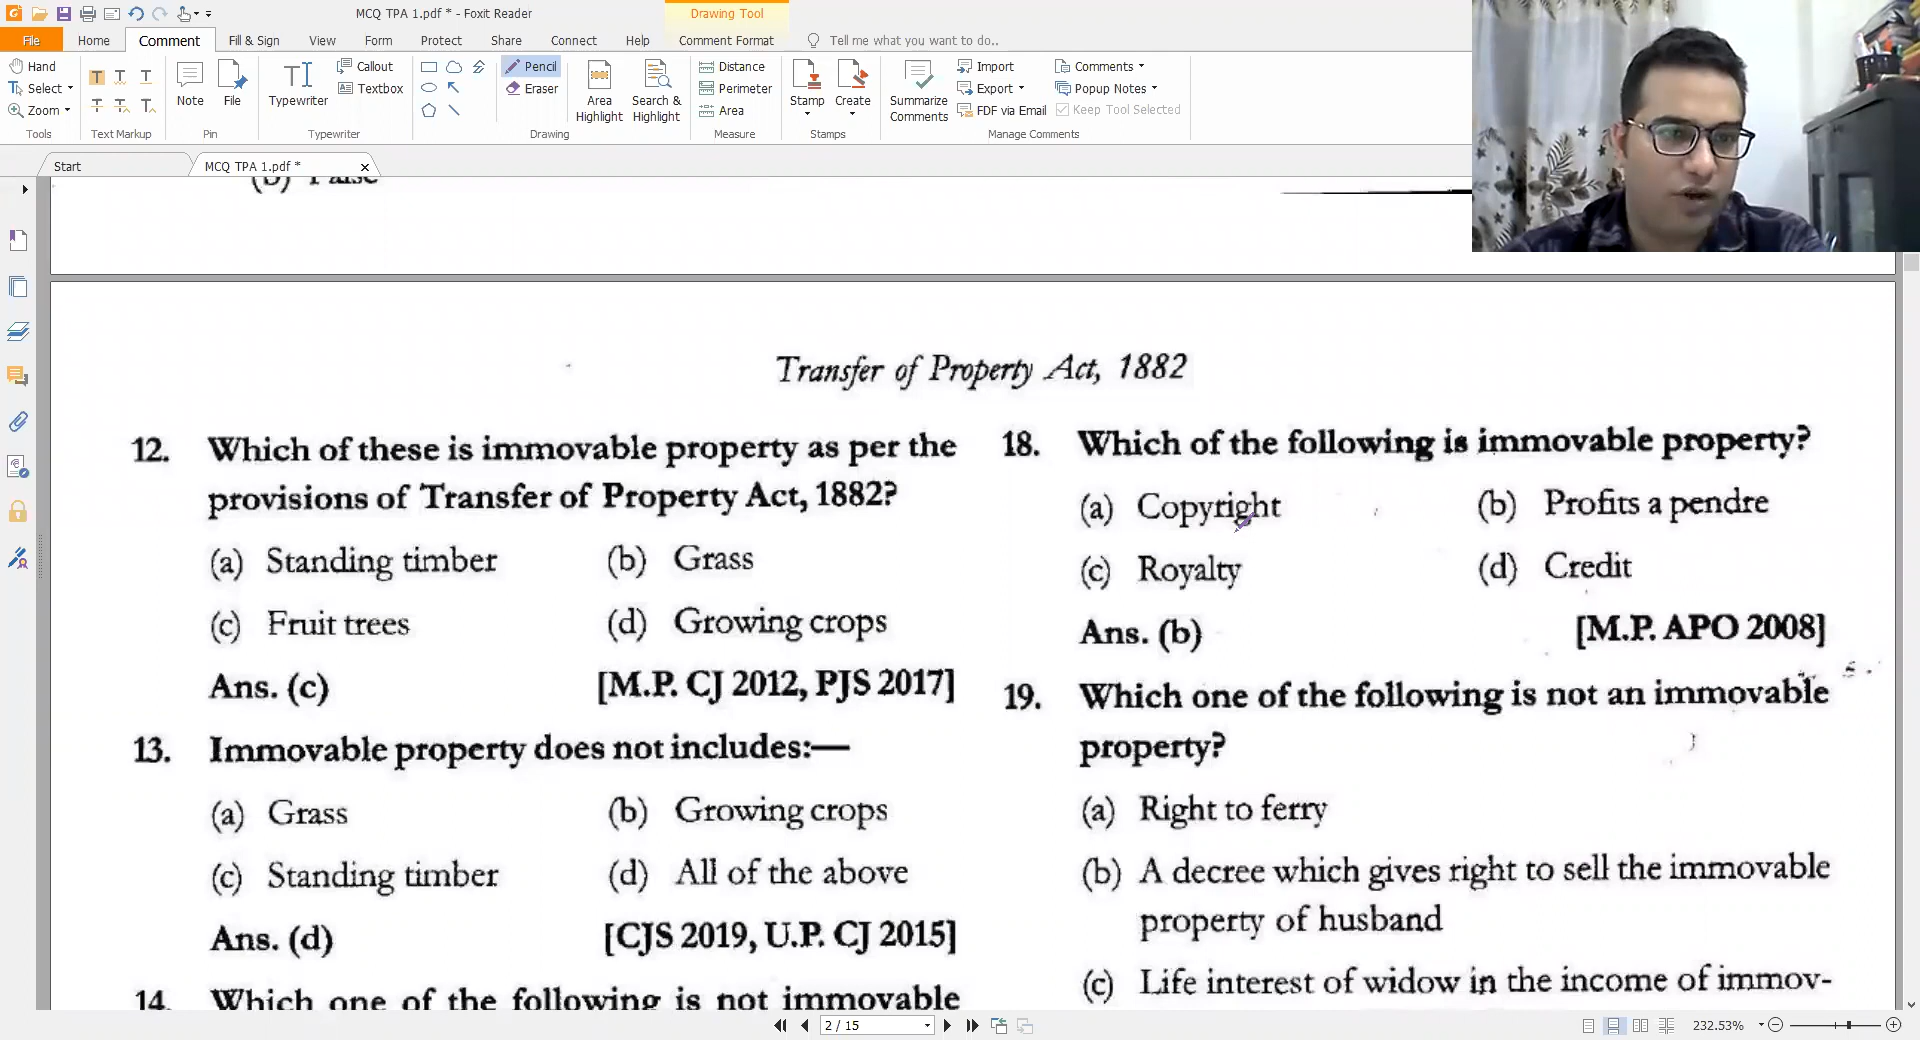 MCQ TPA 1.pdf * - Foxit Reader
Drawing Tool
File
Home
Comment
Fill & Sign
View
Form
Protect
Share
Connect
Help
Comment Format
Tell me what you want to do..
Hand
Select
Zoom
Tools
Text Markup
Note
File
Pin
Typewriter
Callout
Textbox
Typewriter
Pencil
Eraser
Area Highlight
Search & Highlight
Drawing
Distance
Perimeter
Area
Measure
Stamp
Create
Stamps
Summarize Comments
Import
Export
FDF via Email
Comments
Popup Notes
Keep Tool Selected
Manage Comments
Start
MCQ TPA 1.pdf *
(b) False
Transfer of Property Act, 1882
12. Which of these is immovable property as per the
provisions of Transfer of Property Act, 1882?
(a) Standing timber (b) Grass
(c) Fruit trees (d) Growing crops
Ans. (c) [M.P. CJ 2012, PJS 2017]
13. Immovable property does not includes:—
(a) Grass (b) Growing crops
(c) Standing timber (d) All of the above
Ans. (d) [CJS 2019, U.P. CJ 2015]
14. Which one of the following is not immovable
18. Which of the following is immovable property?
(a) Copyright (b) Profits a pendre
(c) Royalty (d) Credit
Ans. (b) [M.P. APO 2008]
19. Which one of the following is not an immovable
property?
(a) Right to ferry
(b) A decree which gives right to sell the immovable
property of husband
(c) Life interest of widow in the income of immov-
2 / 15
232.53%